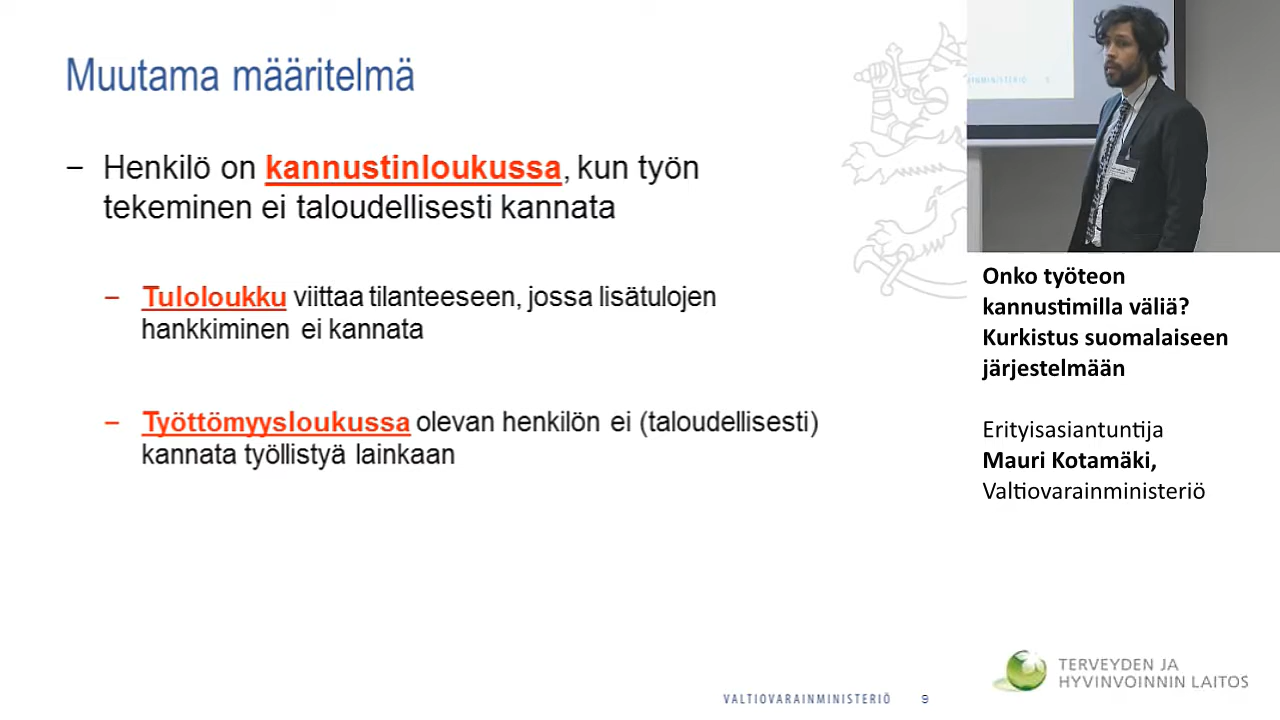 Muutama määritelmä
– Henkilö on kannustinloukussa, kun työn
tekeminen ei taloudellisesti kannata
– Tuloloukku viittaa tilanteeseen, jossa lisätulojen
hankkiminen ei kannata
– Työttömyysloukussa olevan henkilön ei (taloudellisesti)
kannata työllistyä lainkaan
VALTIOVARAINMINISTERIÖ 9
Onko työteon
kannustimilla väliä?
Kurkistus suomalaiseen
järjestelmään
Erityisasiantuntija
Mauri Kotamäki,
Valtiovarainministeriö
TERVEYDEN JA
HYVINVOINNIN LAITOS